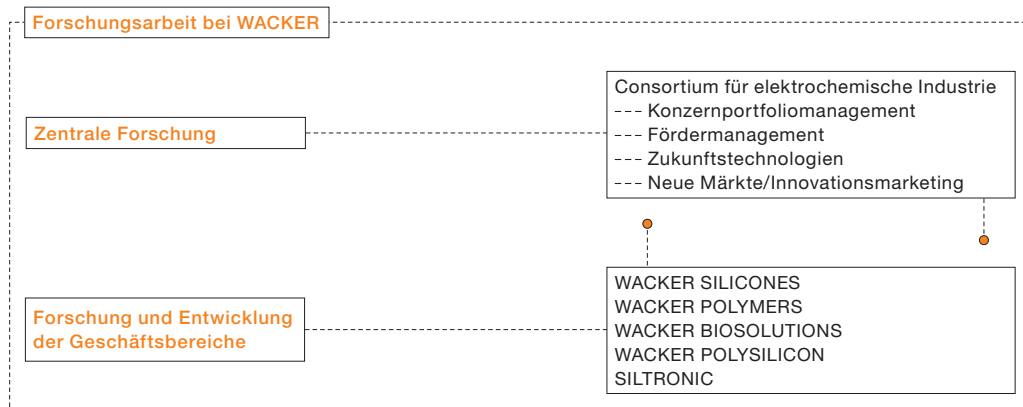 Forschungsarbeit bei WACKER
Zentrale Forschung
Consortium für elektrochemische Industrie
--- Konzernportfoliomanagement
--- Fördermanagement
--- Zukunftstechnologien
--- Neue Märkte/Innovationsmarketing
Forschung und Entwicklung
der Geschäftsbereiche
WACKER SILICONES
WACKER POLYMERS
WACKER BIOSOLUTIONS
WACKER POLYSILICON
SILTRONIC